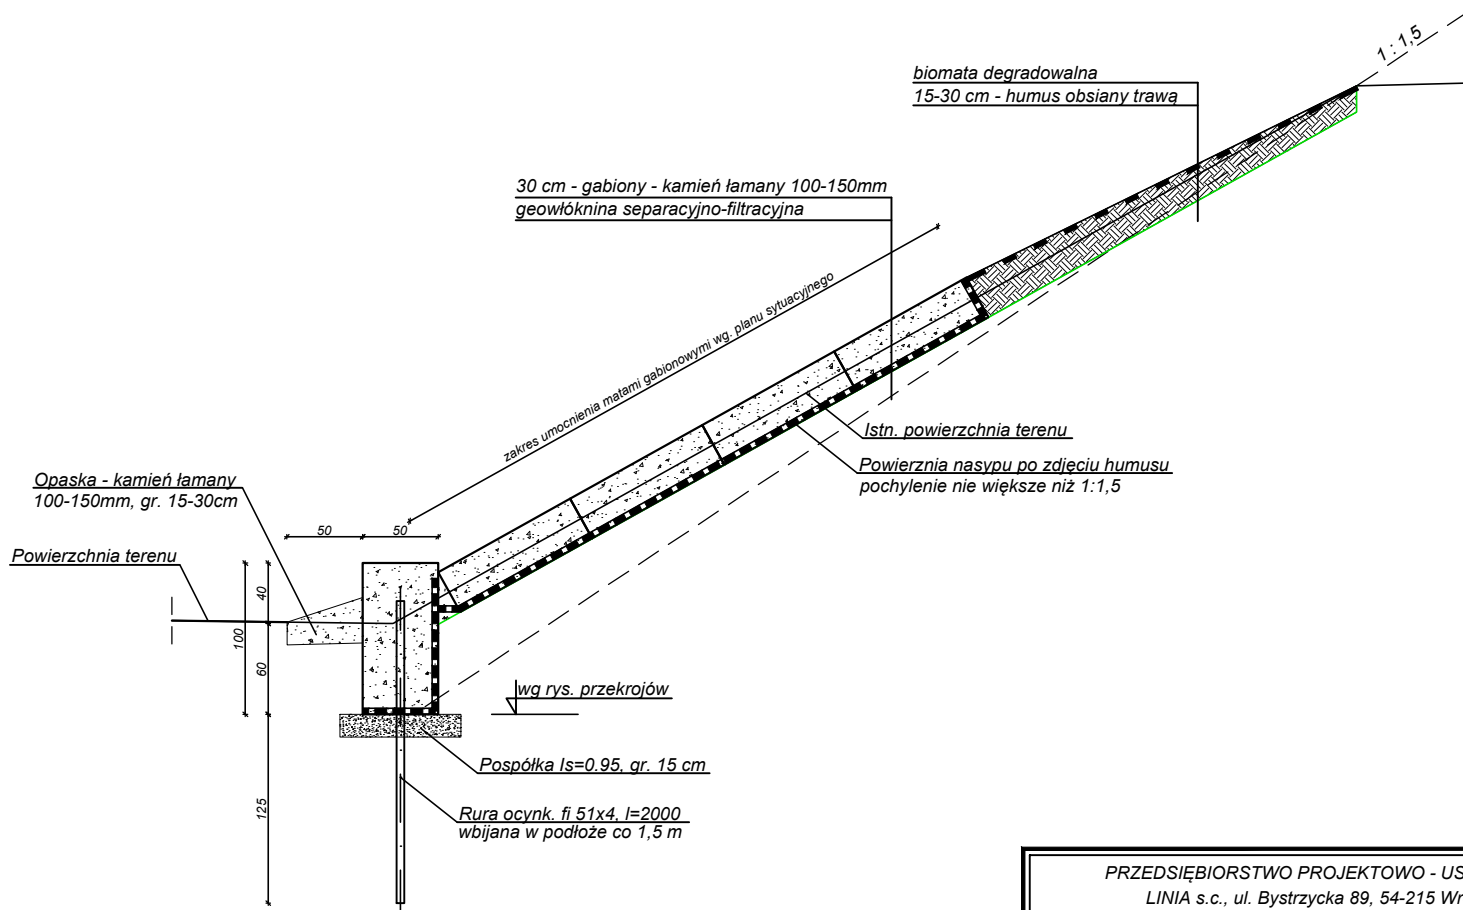 1 : 1,5
biomata degradowalna
15-30 cm - humus obsiany trawą
30 cm - gabiony - kamień łamany 100-150mm
geowłóknina separacyjno-filtracyjna
zakres umocnienia matami gabionowymi wg. planu sytuacyjnego
Istn. powierzchnia terenu
Powierznia nasypu po zdjęciu humusu
pochylenie nie większe niż 1:1,5
Opaska - kamień łamany
100-150mm, gr. 15-30cm
50
50
Powierzchnia terenu
40
100
60
125
wg rys. przekrojów
Pospółka Is=0.95, gr. 15 cm
Rura ocynk. fi 51x4, l=2000
wbijana w podłoże co 1,5 m
PRZEDSIĘBIORSTWO PROJEKTOWO - US
LINIA s.c., ul. Bystrzycka 89, 54-215 Wr